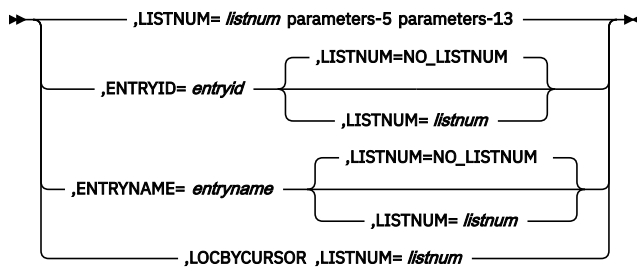 ,LISTNUM= listnum parameters-5 parameters-13
,LISTNUM=NO_LISTNUM
,ENTRYID= entryid
,LISTNUM= listnum
,LISTNUM=NO_LISTNUM
,ENTRYNAME= entryname
,LISTNUM= listnum
,LOCBYCURSOR ,LISTNUM= listnum